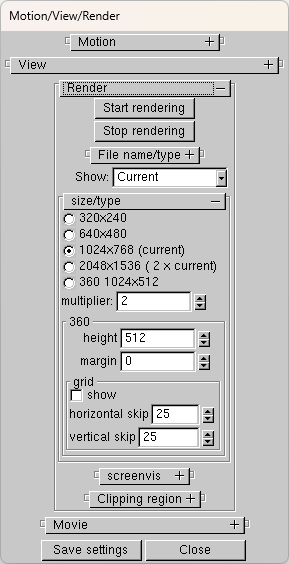 Motion/View/Render
Motion +
View +
Render −
Start rendering
Stop rendering
File name/type +
Show: Current
size/type −
320x240
640x480
1024x768 (current)
2048x1536 ( 2 x current)
360 1024x512
multiplier: 2
360
height 512
margin 0
grid
show
horizontal skip 25
vertical skip 25
screenvis +
Clipping region +
Movie +
Save settings Close